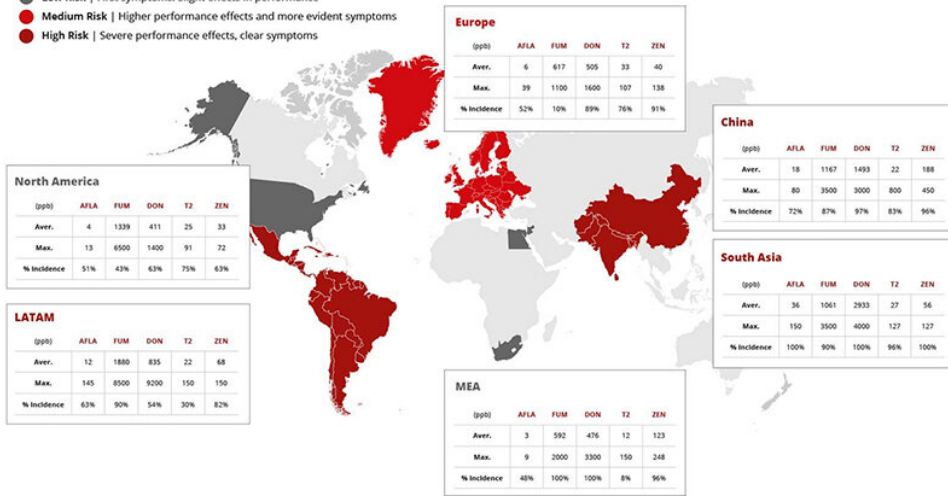 Low Risk | First symptoms, slight effects in performance
Medium Risk | Higher performance effects and more evident symptoms
High Risk | Severe performance effects, clear symptoms
Europe
(ppb) AFLA FUM DON T2 ZEN
Aver. 6 617 505 33 40
Max. 39 1100 1600 107 138
% Incidence 52% 10% 89% 76% 91%
China
(ppb) AFLA FUM DON T2 ZEN
Aver. 18 1167 1493 22 188
Max. 80 3500 3000 800 450
% Incidence 72% 87% 97% 83% 96%
North America
(ppb) AFLA FUM DON T2 ZEN
Aver. 4 1339 411 25 33
Max. 13 6500 1400 91 72
% Incidence 51% 43% 63% 75% 63%
South Asia
(ppb) AFLA FUM DON T2 ZEN
Aver. 36 1061 2933 27 56
Max. 150 3500 4000 127 127
% Incidence 100% 90% 100% 96% 100%
LATAM
(ppb) AFLA FUM DON T2 ZEN
Aver. 12 1880 835 22 68
Max. 145 8500 9200 150 150
% Incidence 63% 90% 54% 30% 82%
MEA
(ppb) AFLA FUM DON T2 ZEN
Aver. 3 592 476 12 123
Max. 9 2000 3300 150 248
% Incidence 48% 100% 100% 8% 96%